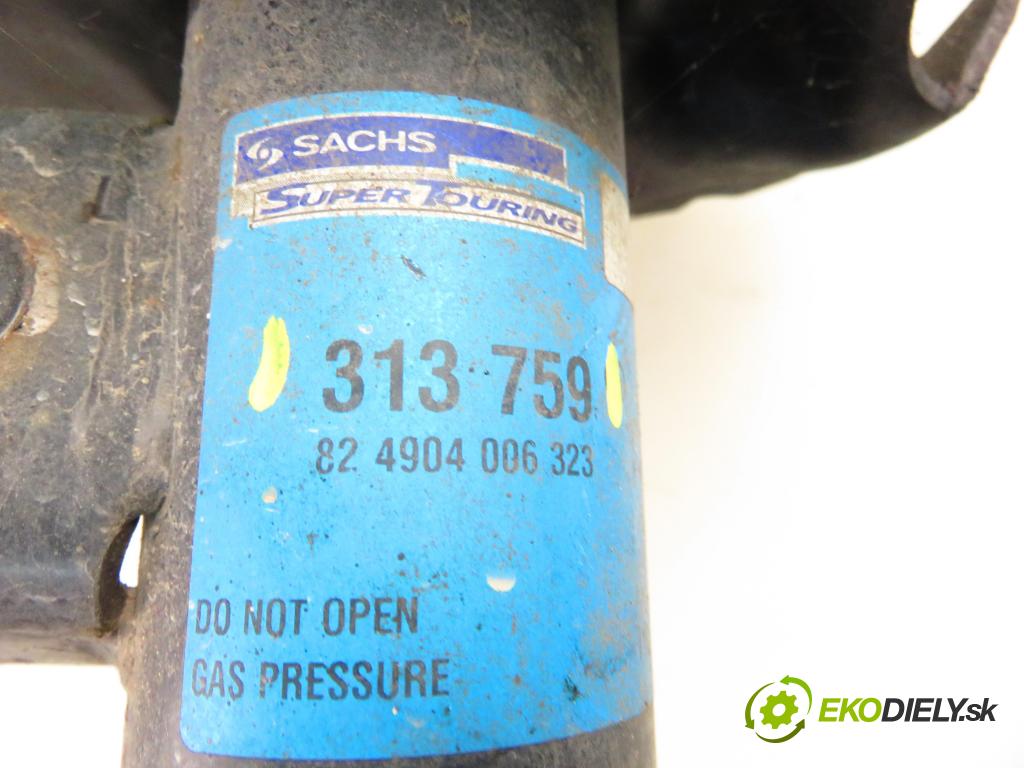 SACHS
SUPER TOURING
313 759
82 4904 006 323
DO NOT OPEN
GAS PRESSURE
EKODIELY.sk